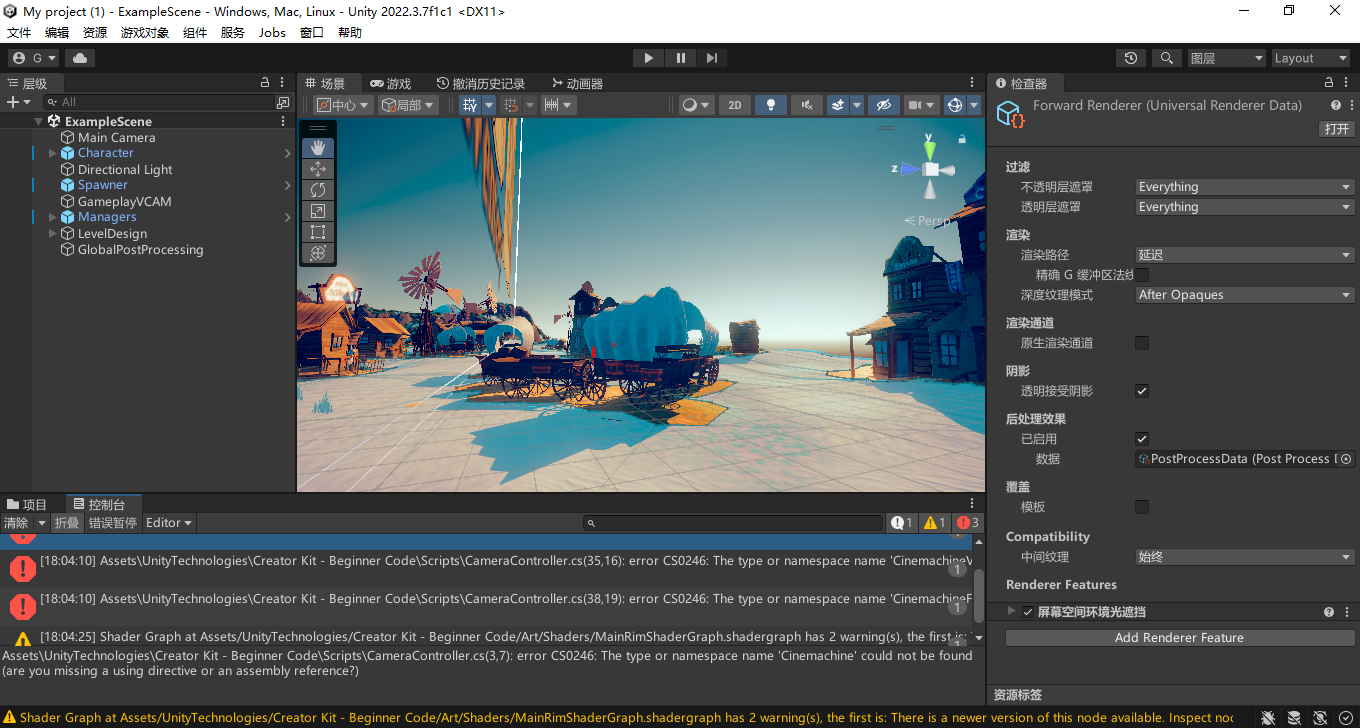 My project (1) - ExampleScene - Windows, Mac, Linux - Unity 2022.3.7f1c1 <DX11>
文件 编辑 资源 游戏对象 组件 服务 Jobs 窗口 帮助
G
图层 Layout
层级
All
ExampleScene
Main Camera
Character
Directional Light
Spawner
GameplayVCAM
Managers
LevelDesign
GlobalPostProcessing
场景 游戏 撤消历史记录 动画器
中心 局部 2D
y
z
Persp
检查器
Forward Renderer (Universal Renderer Data)
打开
过滤
不透明层遮罩 Everything
透明层遮罩 Everything
渲染
渲染路径 延迟
精确 G 缓冲区法线
深度纹理模式 After Opaques
渲染通道
原生渲染通道
阴影
透明接受阴影
后处理效果
已启用
数据 PostProcessData (Post Process
覆盖
模板
Compatibility
中间纹理 始终
Renderer Features
屏幕空间环境光遮挡
Add Renderer Feature
资源标签
项目 控制台
清除 折叠 错误暂停 Editor 1 1 3
[18:04:10] Assets\UnityTechnologies\Creator Kit - Beginner Code\Scripts\CameraController.cs(35,16): error CS0246: The type or namespace name 'Cinemachine
1
[18:04:10] Assets\UnityTechnologies\Creator Kit - Beginner Code\Scripts\CameraController.cs(38,19): error CS0246: The type or namespace name 'CinemachineF
1
[18:04:25] Shader Graph at Assets/UnityTechnologies/Creator Kit - Beginner Code/Art/Shaders/MainRimShaderGraph.shadergraph has 2 warning(s), the first is:
1
Assets\UnityTechnologies\Creator Kit - Beginner Code\Scripts\CameraController.cs(3,7): error CS0246: The type or namespace name 'Cinemachine' could not be found
(are you missing a using directive or an assembly reference?)
Shader Graph at Assets/UnityTechnologies/Creator Kit - Beginner Code/Art/Shaders/MainRimShaderGraph.shadergraph has 2 warning(s), the first is: There is a newer version of this node available. Inspect noc